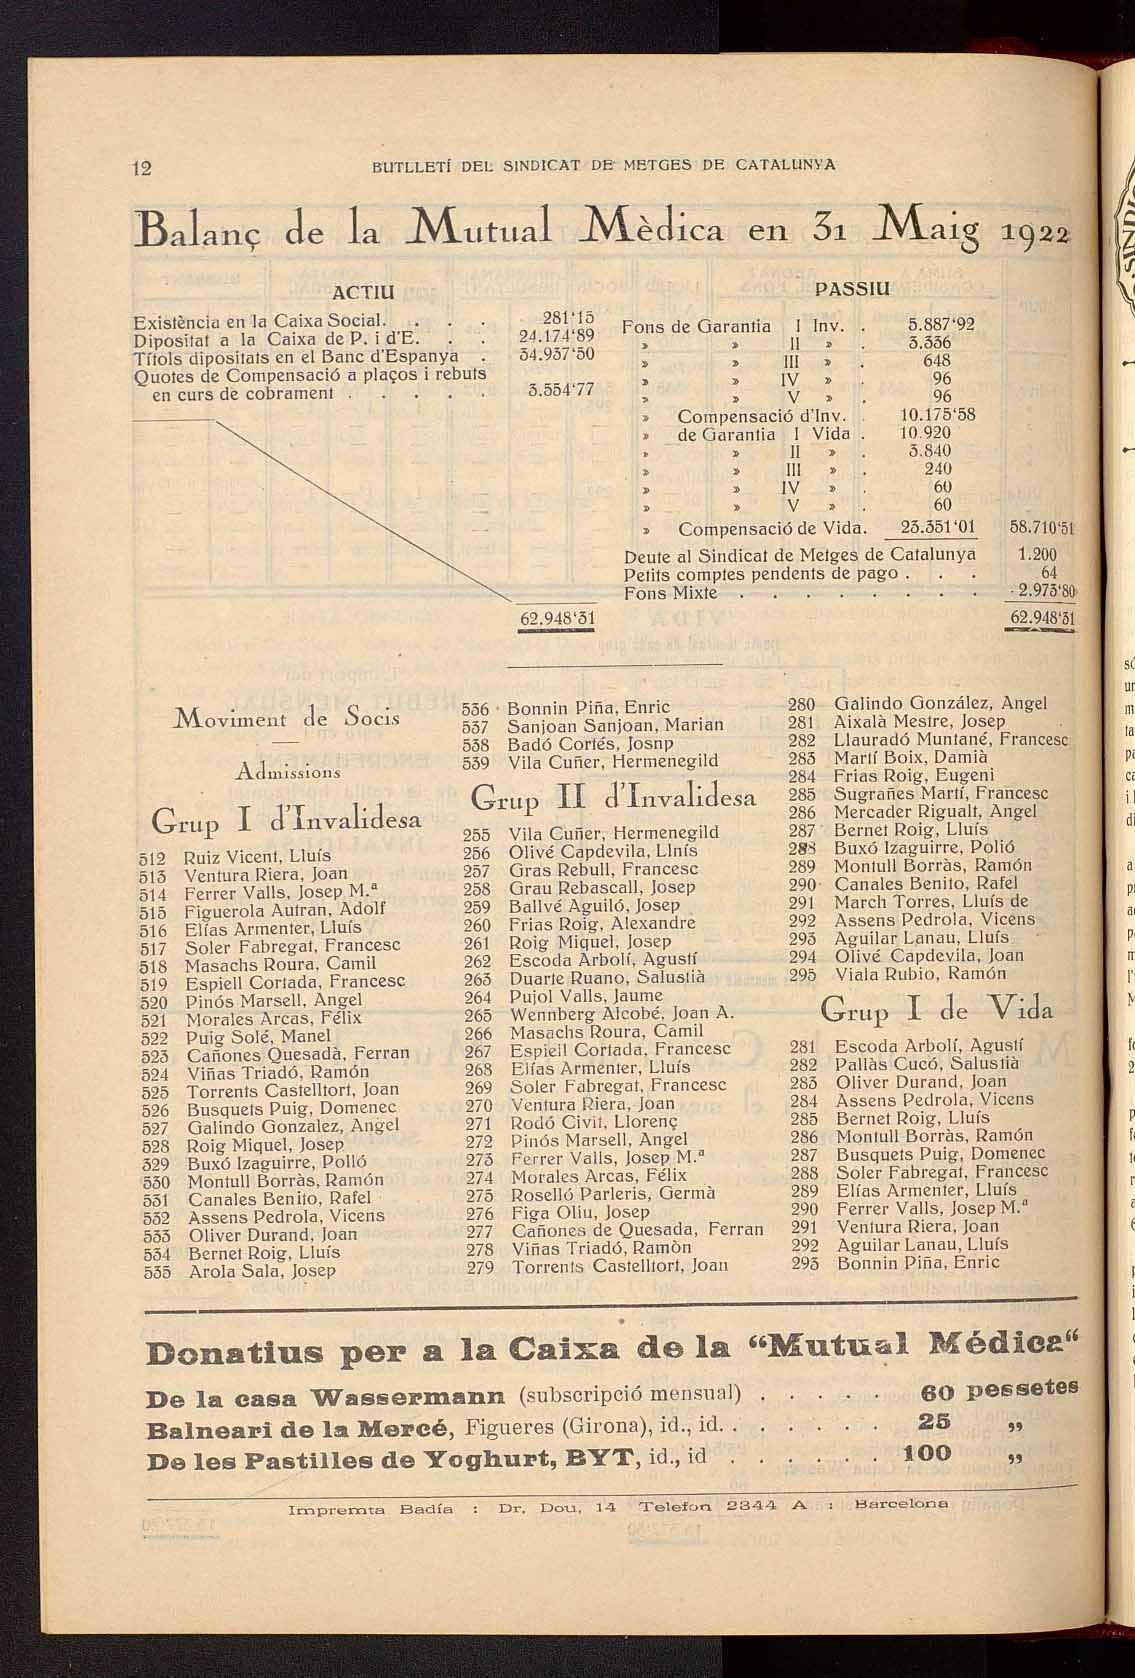 12
BUTLLETÍ DEL SINDICAT DE METGES DE CATALUNYA
Balanç de la Mutual Mèdica en 31 Maig 1922
ACTIU
Existència en la Caixa Social. . . . 281‘15
Dipositat a la Caixa de P. i d’E. . . 24.174‘89
Títols dipositats en el Banc d’Espanya . 34.937‘50
Quotes de Compensació a plaços i rebuts
en curs de cobrament . . . . . 3.554‘77
62.948‘31
PASSIU
Fons de Garantia I Inv. . 5.887‘92
» » II » . 3.336
» » III » . 648
» » IV » 96
» » V » . 96
» Compensació d’Inv. . 10.175‘58
» de Garantia I Vida . 10.920
» » II » . 3.840
» » III » . 240
» » IV » . 60
» » V » . 60
» Compensació de Vida. 23.351‘01 58.710‘51
Deute al Sindicat de Metges de Catalunya 1.200
Petits comptes pendents de pago . . . 64
Fons Mixte . . . . . . . . 2.973‘80
62.948‘31
Moviment de Socis
Admissions
Grup I d’Invalidesa
512 Ruiz Vicent, Lluís
513 Ventura Riera, Joan
514 Ferrer Valls, Josep M.ª
515 Figuerola Autran, Adolf
516 Elías Armenter, Lluís
517 Soler Fabregat, Francesc
518 Masachs Roura, Camil
519 Espiell Cortada, Francesc
520 Pinós Marsell, Angel
521 Morales Arcas, Félix
522 Puig Solé, Manel
523 Cañones Quesadà, Ferran
524 Viñas Triadó, Ramón
525 Torrents Castelltort, Joan
526 Busquets Puig, Domenec
527 Galindo Gonzalez, Angel
528 Roig Miquel, Josep
529 Buxó Izaguirre, Polló
530 Montull Borràs, Ramón
531 Canales Benito, Rafel
532 Assens Pedrola, Vicens
533 Oliver Durand, Joan
534 Bernet Roig, Lluís
535 Arola Sala, Josep
536 Bonnin Piña, Enric
537 Sanjoan Sanjoan, Marian
538 Badó Cortés, Josnp
539 Vila Cuñer, Hermenegild
Grup II d’Invalidesa
255 Vila Cuñer, Hermenegild
256 Olivé Capdevila, Llnís
257 Gras Rebull, Francesc
258 Grau Rebascall, Josep
259 Ballvé Aguiló, Josep
260 Frias Roig, Alexandre
261 Roig Miquel, Josep
262 Escoda Arbolí, Agustí
263 Duarte Ruano, Salustià
264 Pujol Valls, Jaume
265 Wennberg Alcobé, Joan A.
266 Masachs Roura, Camil
267 Espiell Cortada, Francesc
268 Elías Armenter, Lluís
269 Soler Fabregat, Francesc
270 Ventura Riera, Joan
271 Rodó Civit, Llorenç
272 Pinós Marsell, Angel
273 Ferrer Valls, Josep M.ª
274 Morales Arcas, Félix
275 Roselló Parleris, Germà
276 Figa Oliu, Josep
277 Cañones de Quesada, Ferran
278 Viñas Triadó, Ramòn
279 Torrents Castelltort, Joan
280 Galindo González, Angel
281 Aixalà Mestre, Josep
282 Llauradó Muntané, Francesc
283 Martí Boix, Damià
284 Frias Roig, Eugeni
285 Sugrañes Martí, Francesc
286 Mercader Rigualt, Angel
287 Bernet Roig, Lluís
288 Buxó Izaguirre, Polió
289 Montull Borràs, Ramón
290 Canales Benito, Rafel
291 March Torres, Lluís de
292 Assens Pedrola, Vicens
293 Aguilar Lanau, Lluís
294 Olivé Capdevila, Joan
295 Viala Rubio, Ramón
Grup I de Vida
281 Escoda Arbolí, Agustí
282 Pallàs Cucó, Salustià
283 Oliver Durand, Joan
284 Assens Pedrola, Vicens
285 Bernet Roig, Lluís
286 Montull Borràs, Ramón
287 Busquets Puig, Domenec
288 Soler Fabregat, Francesc
289 Elías Armenter, Lluís
290 Ferrer Valls, Josep M.ª
291 Ventura Riera, Joan
292 Aguilar Lanau, Lluís
293 Bonnin Piña, Enric
Donatius per a la Caixa de la “Mutual Médica“
De la casa Wassermann (subscripció mensual) . . . . . 60 pessetes
Balneari de la Mercé, Figueres (Girona), id., id. . . . . . . 25 „
De les Pastilles de Yoghurt, BYT, id., id . . . . . . 100 „
Impremta Badía : Dr. Dou, 14 Telefon 2344 A : Barcelona